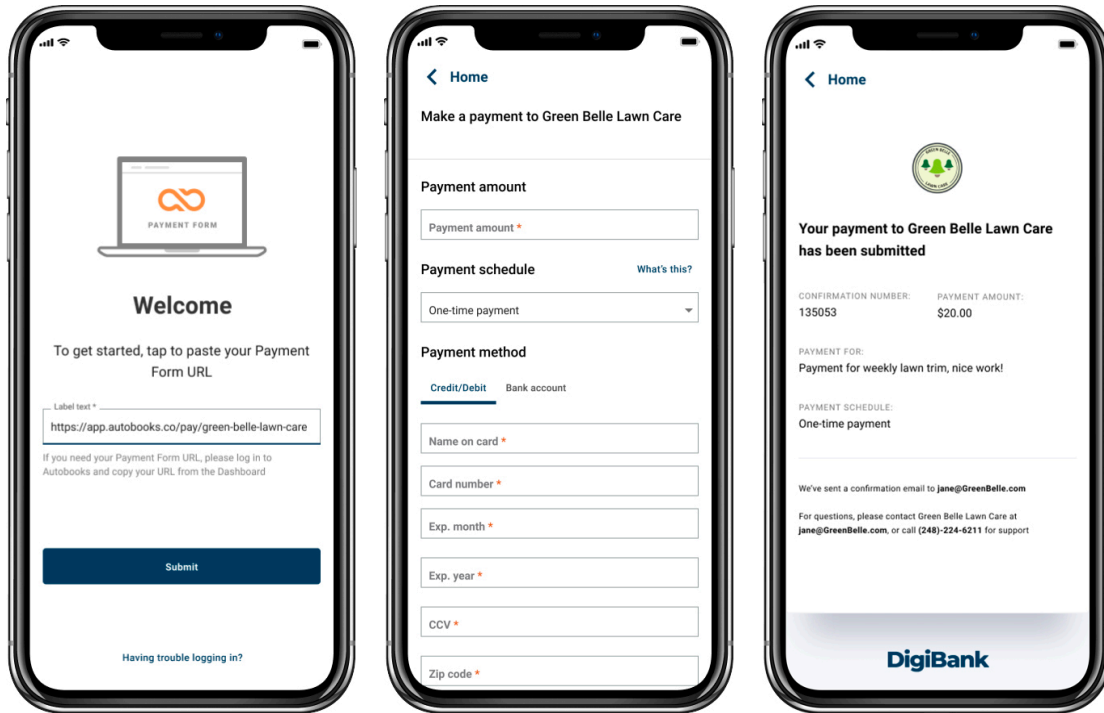 PAYMENT FORM
Welcome
To get started, tap to paste your Payment
Form URL
Label text *
https://app.autobooks.co/pay/green-belle-lawn-care
If you need your Payment Form URL, please log in to
Autobooks and copy your URL from the Dashboard
Submit
Having trouble logging in?
Home
Make a payment to Green Belle Lawn Care
Payment amount
Payment amount *
Payment schedule
What's this?
One-time payment
Payment method
Credit/Debit
Bank account
Name on card *
Card number *
Exp. month *
Exp. year *
CCV *
Zip code *
Home
GREEN BELLE
LAWN CARE
Your payment to Green Belle Lawn Care
has been submitted
CONFIRMATION NUMBER:
PAYMENT AMOUNT:
135053
$20.00
PAYMENT FOR:
Payment for weekly lawn trim, nice work!
PAYMENT SCHEDULE:
One-time payment
We've sent a confirmation email to jane@GreenBelle.com
For questions, please contact Green Belle Lawn Care at
jane@GreenBelle.com, or call (248)-224-6211 for support
DigiBank